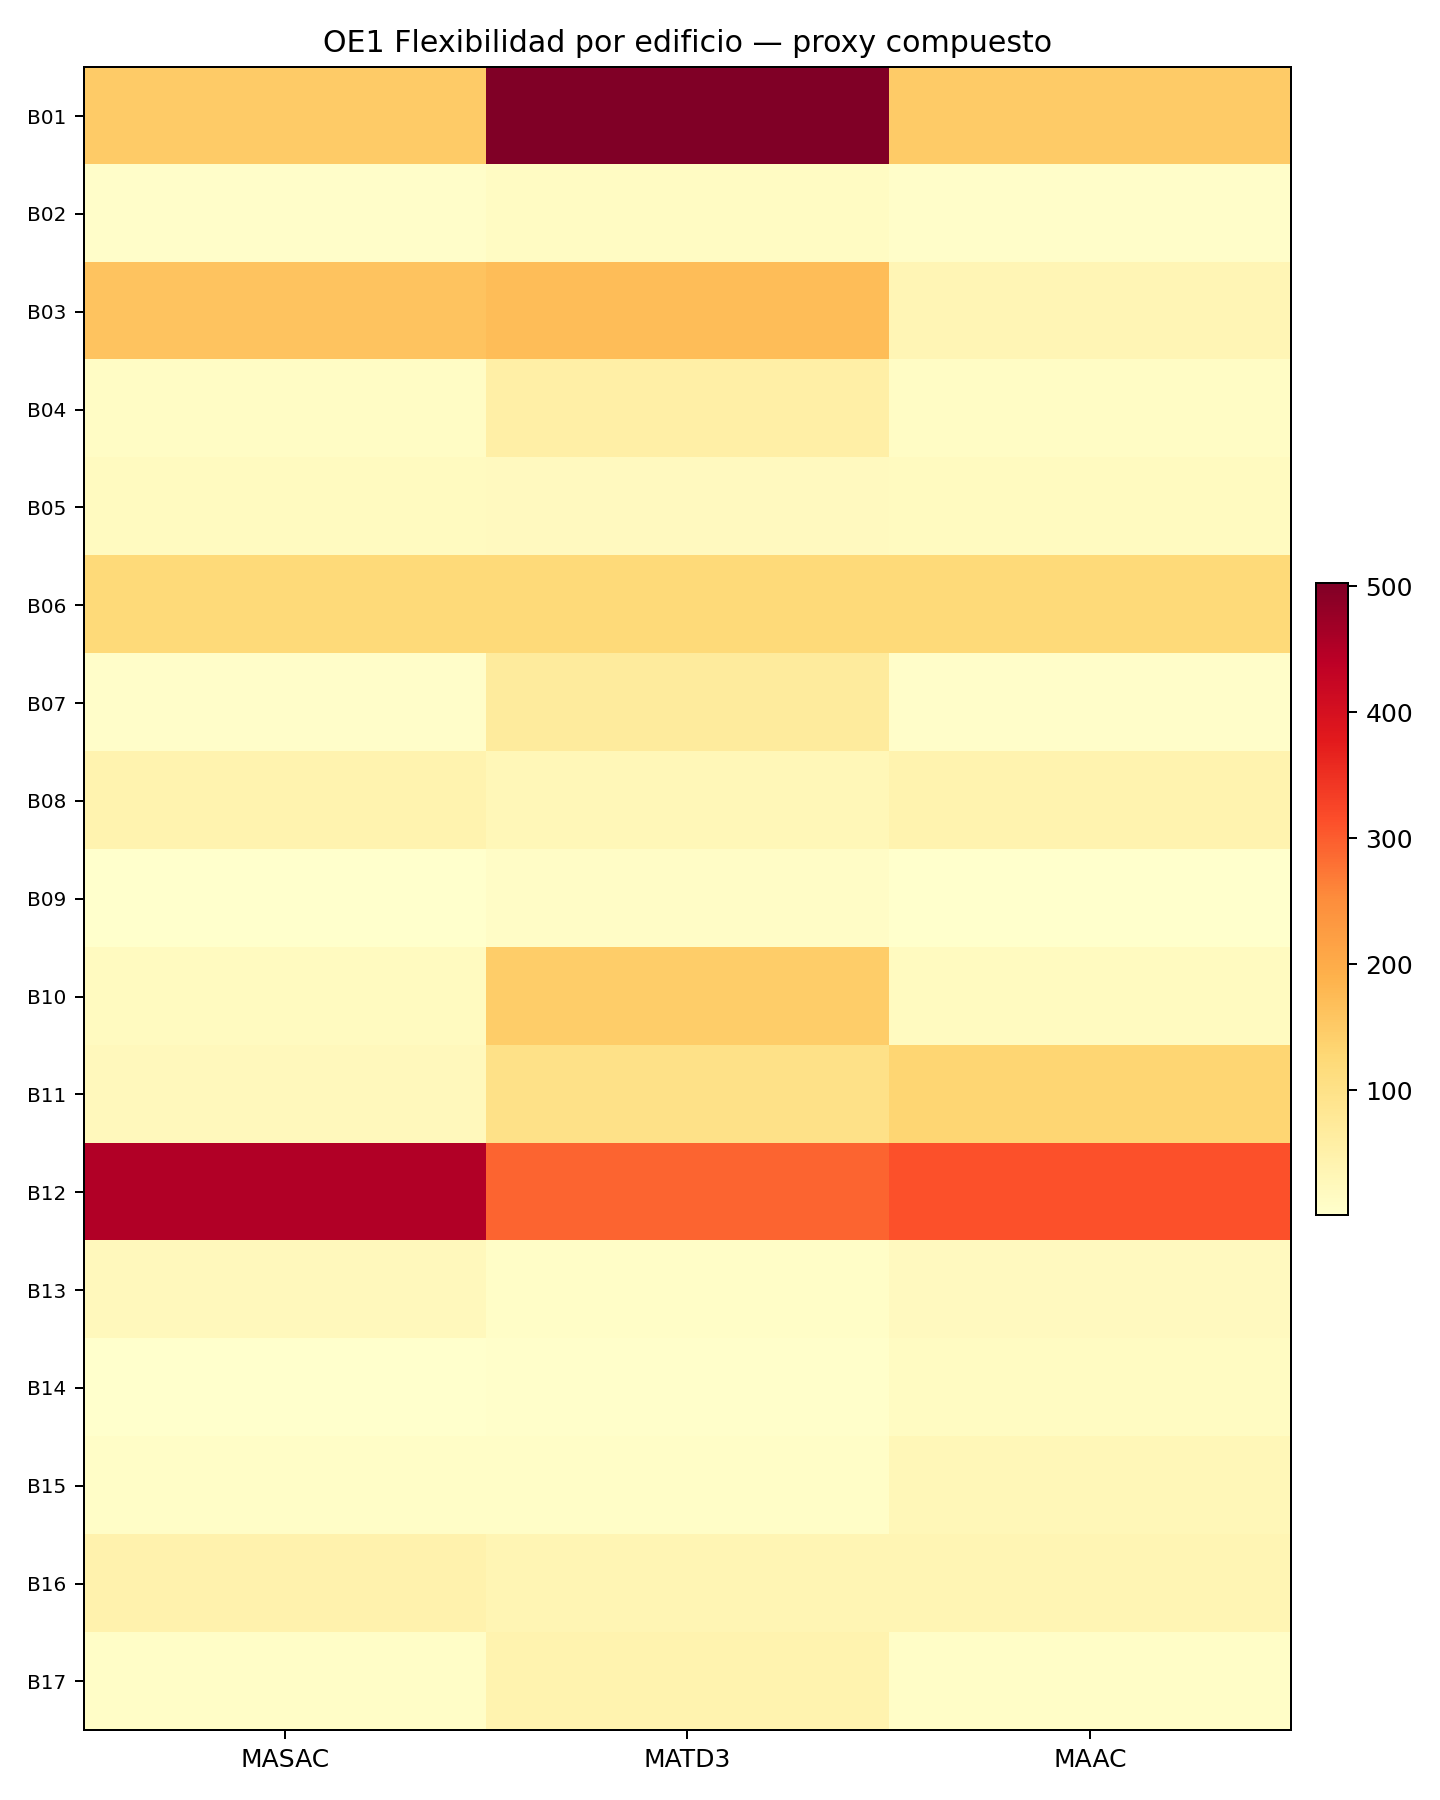 OE1 Flexibilidad por edificio — proxy compuesto
B01
B02
B03
B04
B05
B06
B07
B08
B09
B10
B11
B12
B13
B14
B15
B16
B17
MASAC
MATD3
MAAC
500
400
300
200
100